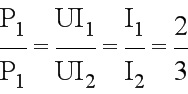 P₁/P₁ = UI₁/UI₂ = I₁/I₂ = 2/3